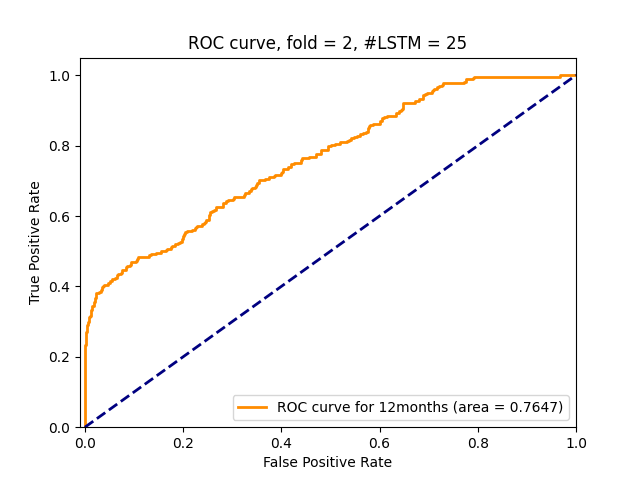 ROC curve, fold = 2, #LSTM = 25
1.0
0.8
0.6
0.4
0.2
0.0
True Positive Rate
ROC curve for 12months (area = 0.7647)
0.0 0.2 0.4 0.6 0.8 1.0
False Positive Rate